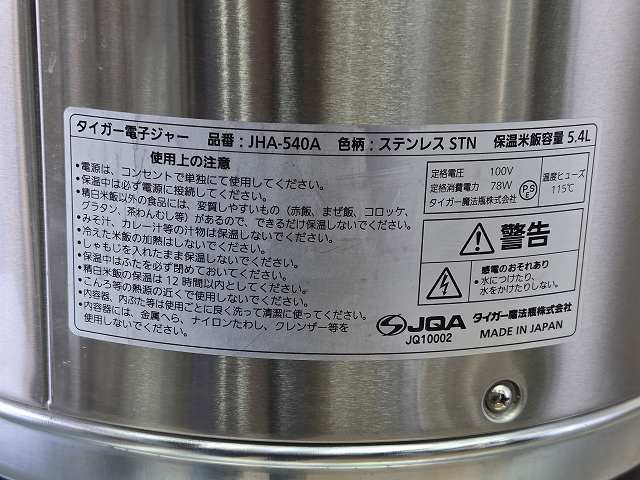 タイガー電子ジャー 品番：JHA-540A 色柄：ステンレス STN 保温米飯容量 5.4L
使用上の注意
•電源は、コンセントで単独にて使用してください。
•保温中は必ず電源に接続してください。
•精白米飯以外の食品には、変質しやすいもの（赤飯、まぜ飯、コロッケ、
グラタン、茶わんむし等）があるので、できるだけ保温しないでください。
•みそ汁、カレー汁等の汁物は保温しないでください。
•冷えた米飯の加熱はしないでください。
•しゃもじを入れたまま保温しないでください。
•保温中はふたを必ず閉めておいてください。
•精白米飯の保温は 12 時間以内としてください。
•こんろ等の熱源の近くで使用しないでください。
•内容器、内ぶた等は使用ごとに良く洗って清潔に使ってください。
•内容器には、金属へら、ナイロンたわし、クレンザー等を
使用しないでください。
定格電圧 100V
定格消費電力 78W
タイガー魔法瓶株式会社
PSE
温度ヒューズ
115℃
警告
感電のおそれあり
•水につけたり、
水をかけたりしない。
JQA
JQ10002
タイガー魔法瓶株式会社
MADE IN JAPAN